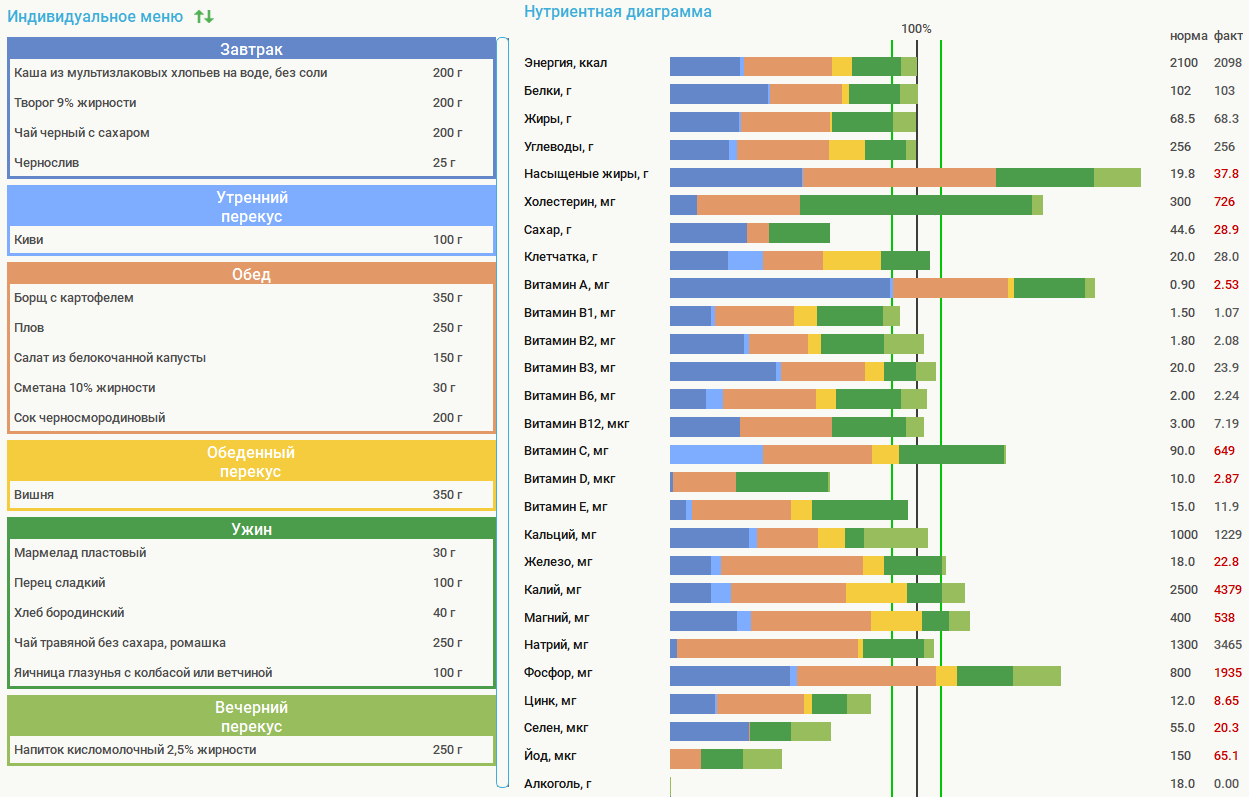 Индивидуальное меню
Завтрак
Каша из мультизлаковых хлопьев на воде, без соли 200 г
Творог 9% жирности 200 г
Чай черный с сахаром 200 г
Чернослив 25 г
Утренний
перекус
Киви 100 г
Обед
Борщ с картофелем 350 г
Плов 250 г
Салат из белокочанной капусты 150 г
Сметана 10% жирности 30 г
Сок черносмородиновый 200 г
Обеденный
перекус
Вишня 350 г
Ужин
Мармелад пластовый 30 г
Перец сладкий 100 г
Хлеб бородинский 40 г
Чай травяной без сахара, ромашка 250 г
Яичница глазунья с колбасой или ветчиной 100 г
Вечерний
перекус
Напиток кисломолочный 2,5% жирности 250 г
Нутриентная диаграмма
100%
норма факт
Энергия, ккал 2100 2098
Белки, г 102 103
Жиры, г 68.5 68.3
Углеводы, г 256 256
Насыщеные жиры, г 19.8 37.8
Холестерин, мг 300 726
Сахар, г 44.6 28.9
Клетчатка, г 20.0 28.0
Витамин А, мг 0.90 2.53
Витамин В1, мг 1.50 1.07
Витамин В2, мг 1.80 2.08
Витамин В3, мг 20.0 23.9
Витамин В6, мг 2.00 2.24
Витамин В12, мкг 3.00 7.19
Витамин С, мг 90.0 649
Витамин D, мкг 10.0 2.87
Витамин Е, мг 15.0 11.9
Кальций, мг 1000 1229
Железо, мг 18.0 22.8
Калий, мг 2500 4379
Магний, мг 400 538
Натрий, мг 1300 3465
Фосфор, мг 800 1935
Цинк, мг 12.0 8.65
Селен, мкг 55.0 20.3
Йод, мкг 150 65.1
Алкоголь, г 18.0 0.00